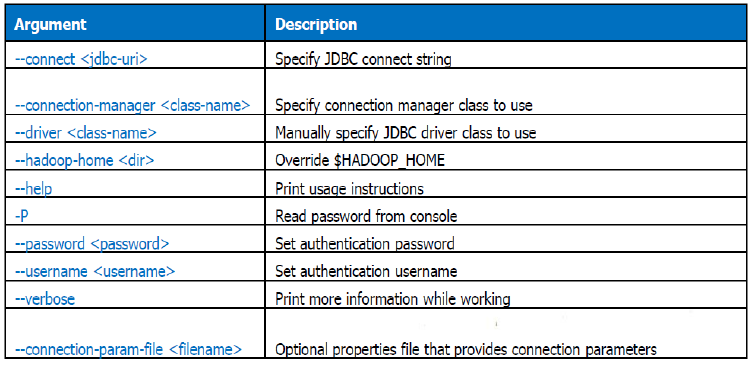 Argument Description
--connect <jdbc-uri> Specify JDBC connect string
--connection-manager <class-name> Specify connection manager class to use
--driver <class-name> Manually specify JDBC driver class to use
--hadoop-home <dir> Override $HADOOP_HOME
--help Print usage instructions
-P Read password from console
--password <password> Set authentication password
--username <username> Set authentication username
--verbose Print more information while working
--connection-param-file <filename> Optional properties file that provides connection parameters